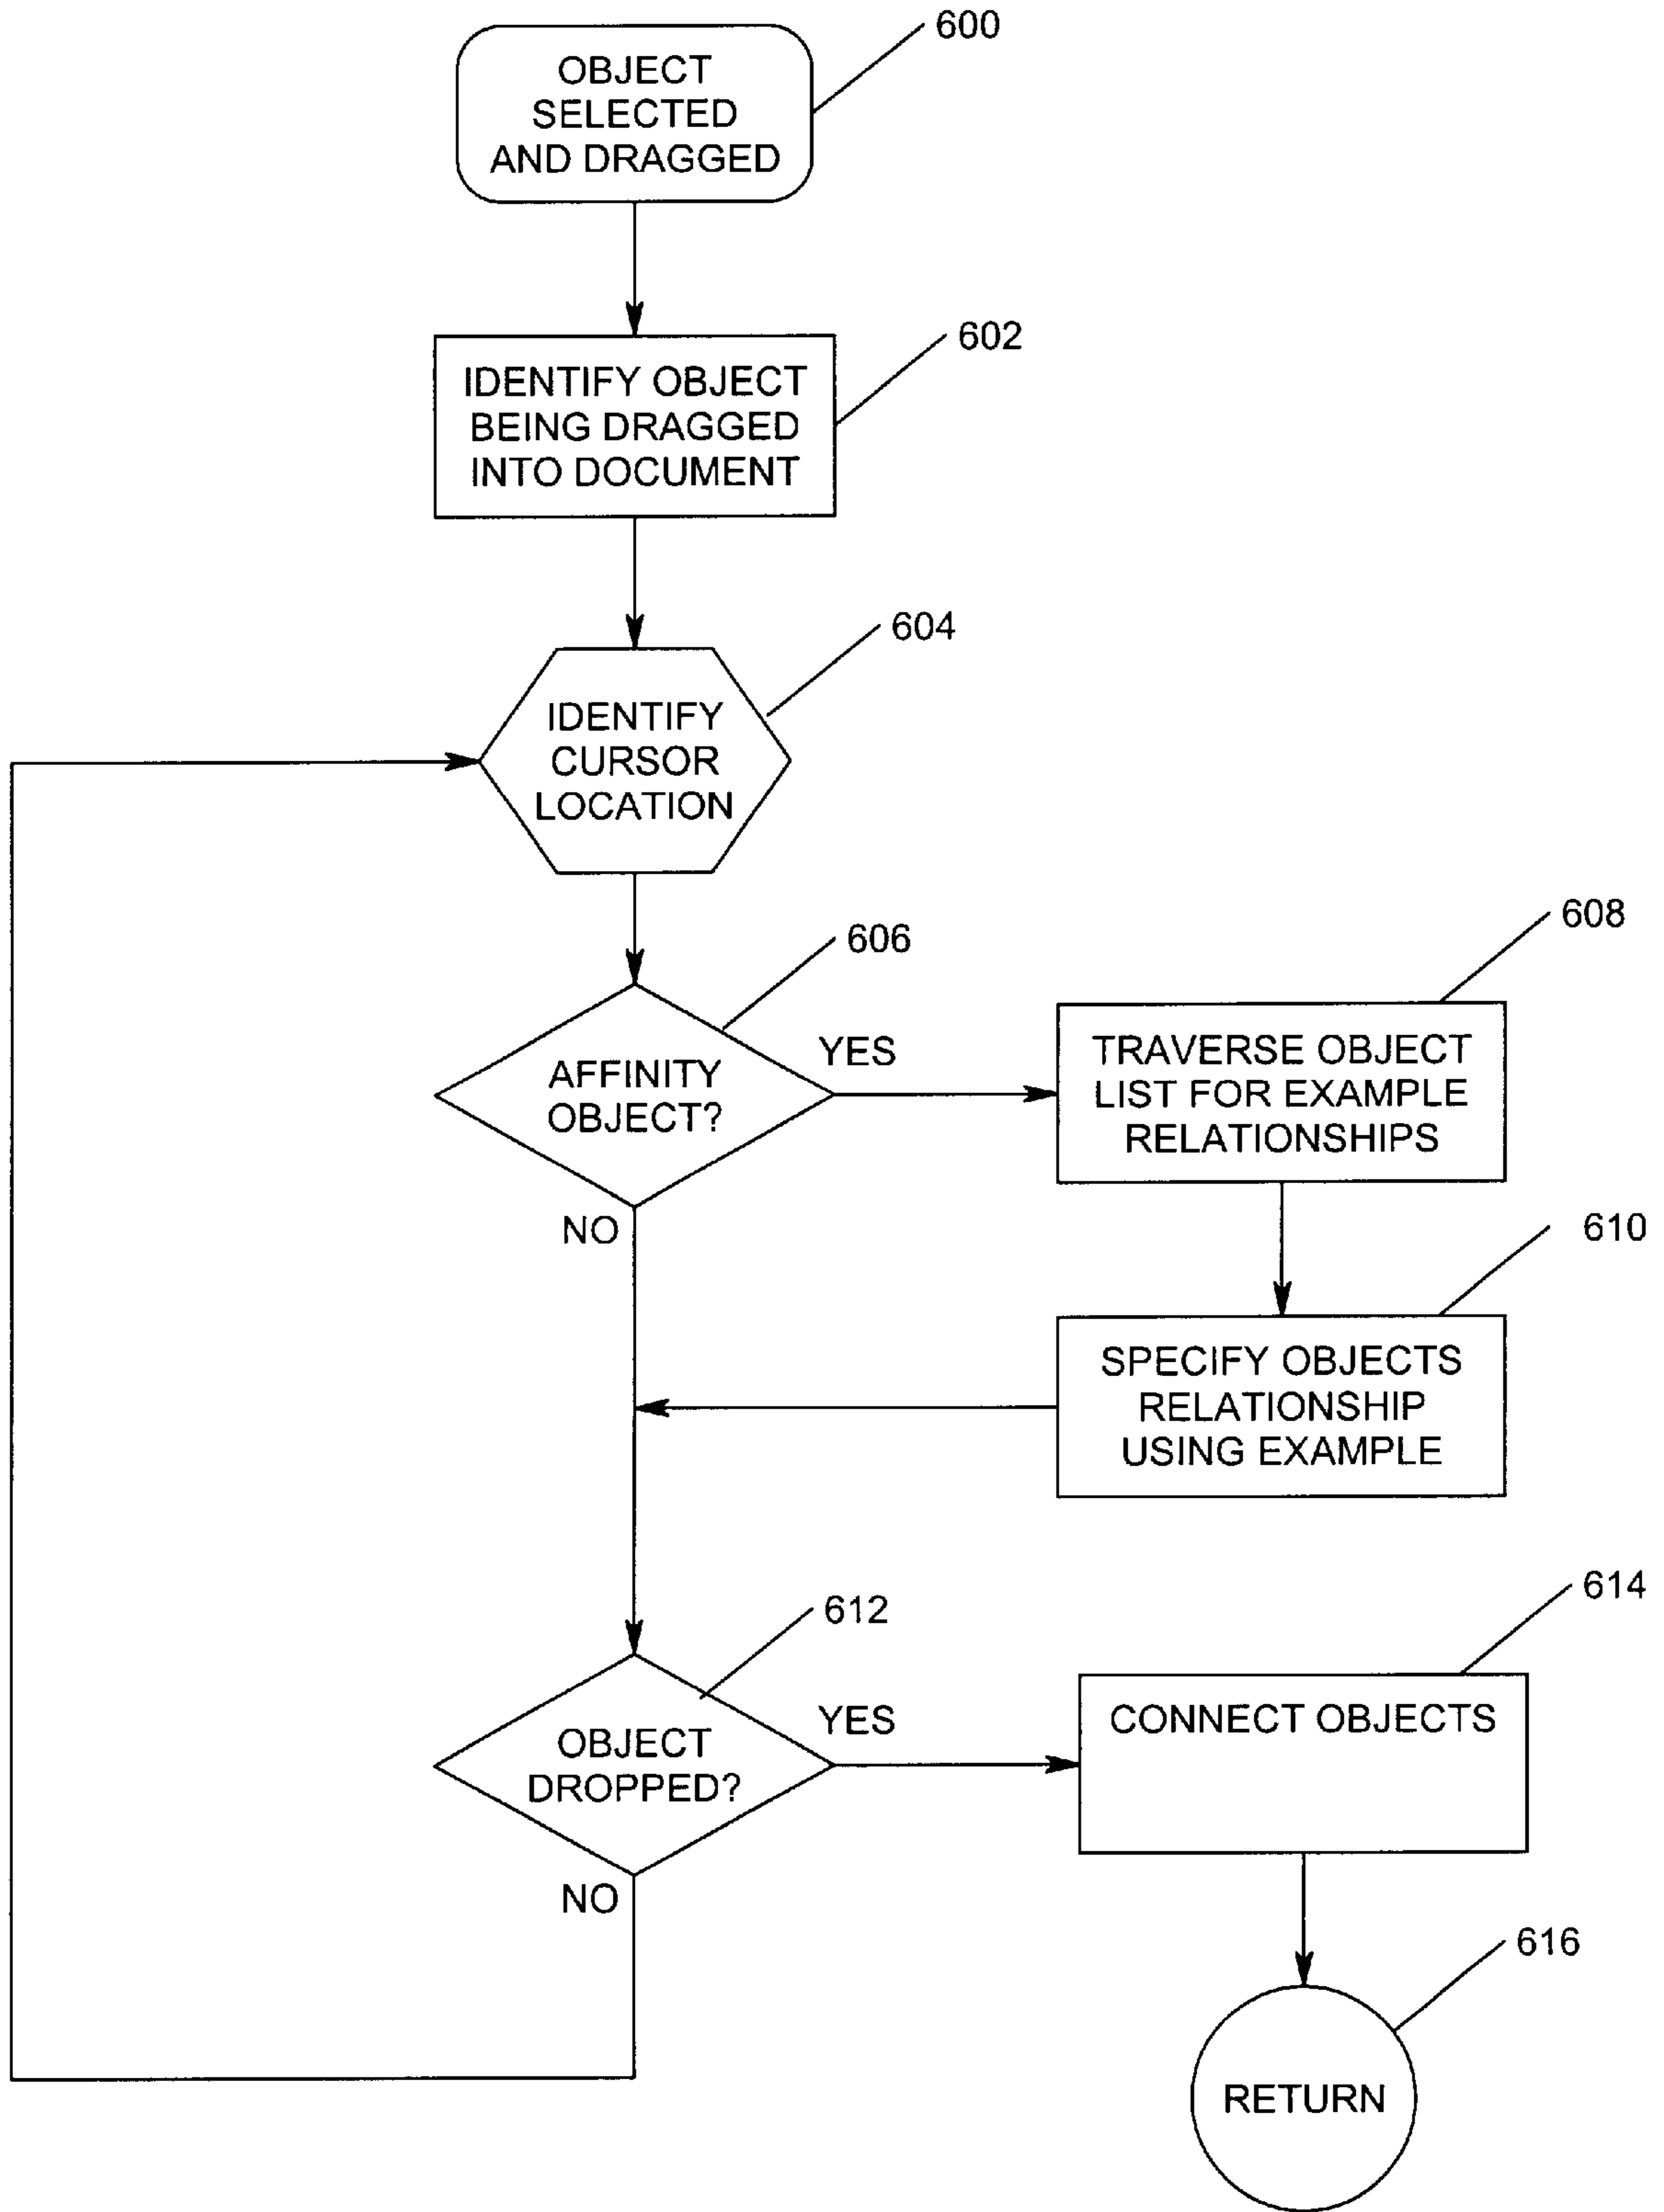 600
OBJECT
SELECTED
AND DRAGGED
602
IDENTIFY OBJECT
BEING DRAGGED
INTO DOCUMENT
604
IDENTIFY
CURSOR
LOCATION
606
AFFINITY
OBJECT?
YES
NO
608
TRAVERSE OBJECT
LIST FOR EXAMPLE
RELATIONSHIPS
610
SPECIFY OBJECTS
RELATIONSHIP
USING EXAMPLE
612
OBJECT
DROPPED?
YES
NO
614
CONNECT OBJECTS
616
RETURN